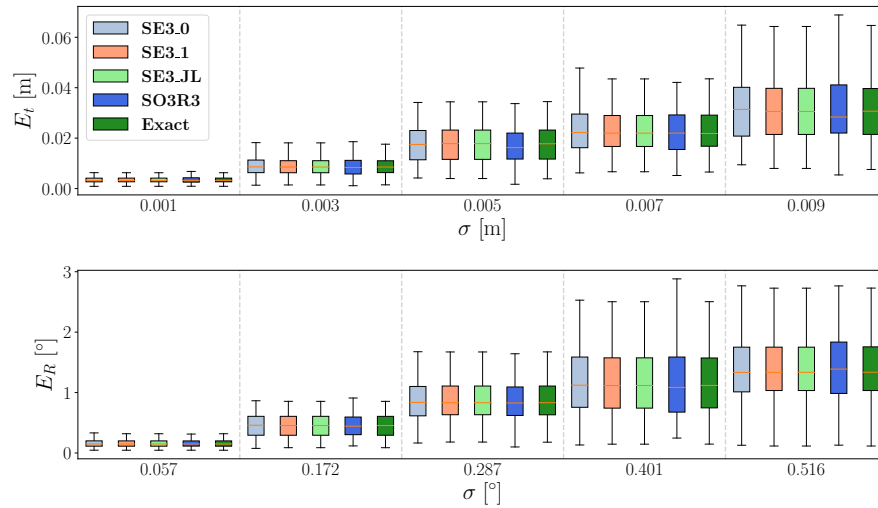 SE3_0
SE3_1
SE3_JL
SO3R3
Exact
E_t [m]
0.06
0.04
0.02
0.00
0.001 0.003 0.005 0.007 0.009
σ [m]
E_R [°]
3
2
1
0
0.057 0.172 0.287 0.401 0.516
σ [°]